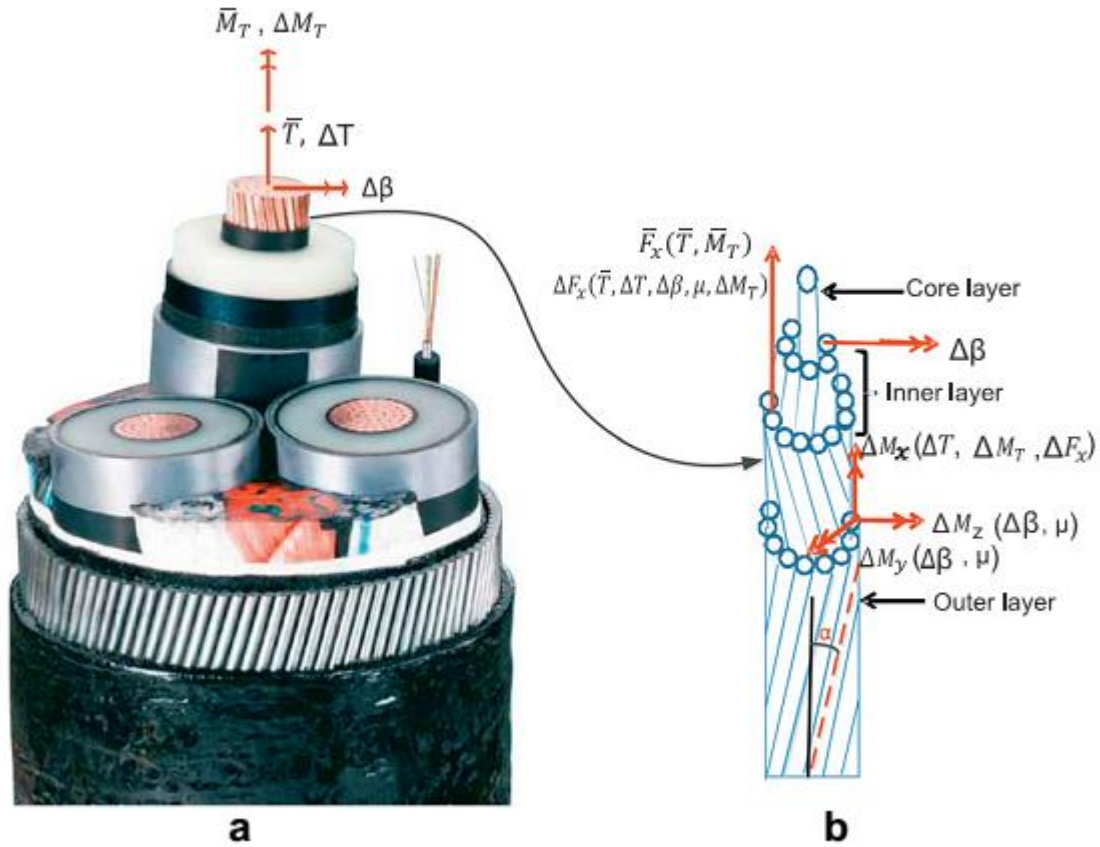 M̅_T , ΔM_T
T̅, ΔT
Δβ
F̅_x(T̅, M̅_T)
ΔF_x(T̅, ΔT, Δβ, μ, ΔM_T)
Core layer
Δβ
Inner layer
ΔM_x(ΔT, ΔM_T , ΔF_x)
ΔM_z (Δβ, μ)
ΔM_y(Δβ , μ)
Outer layer
α
a
b